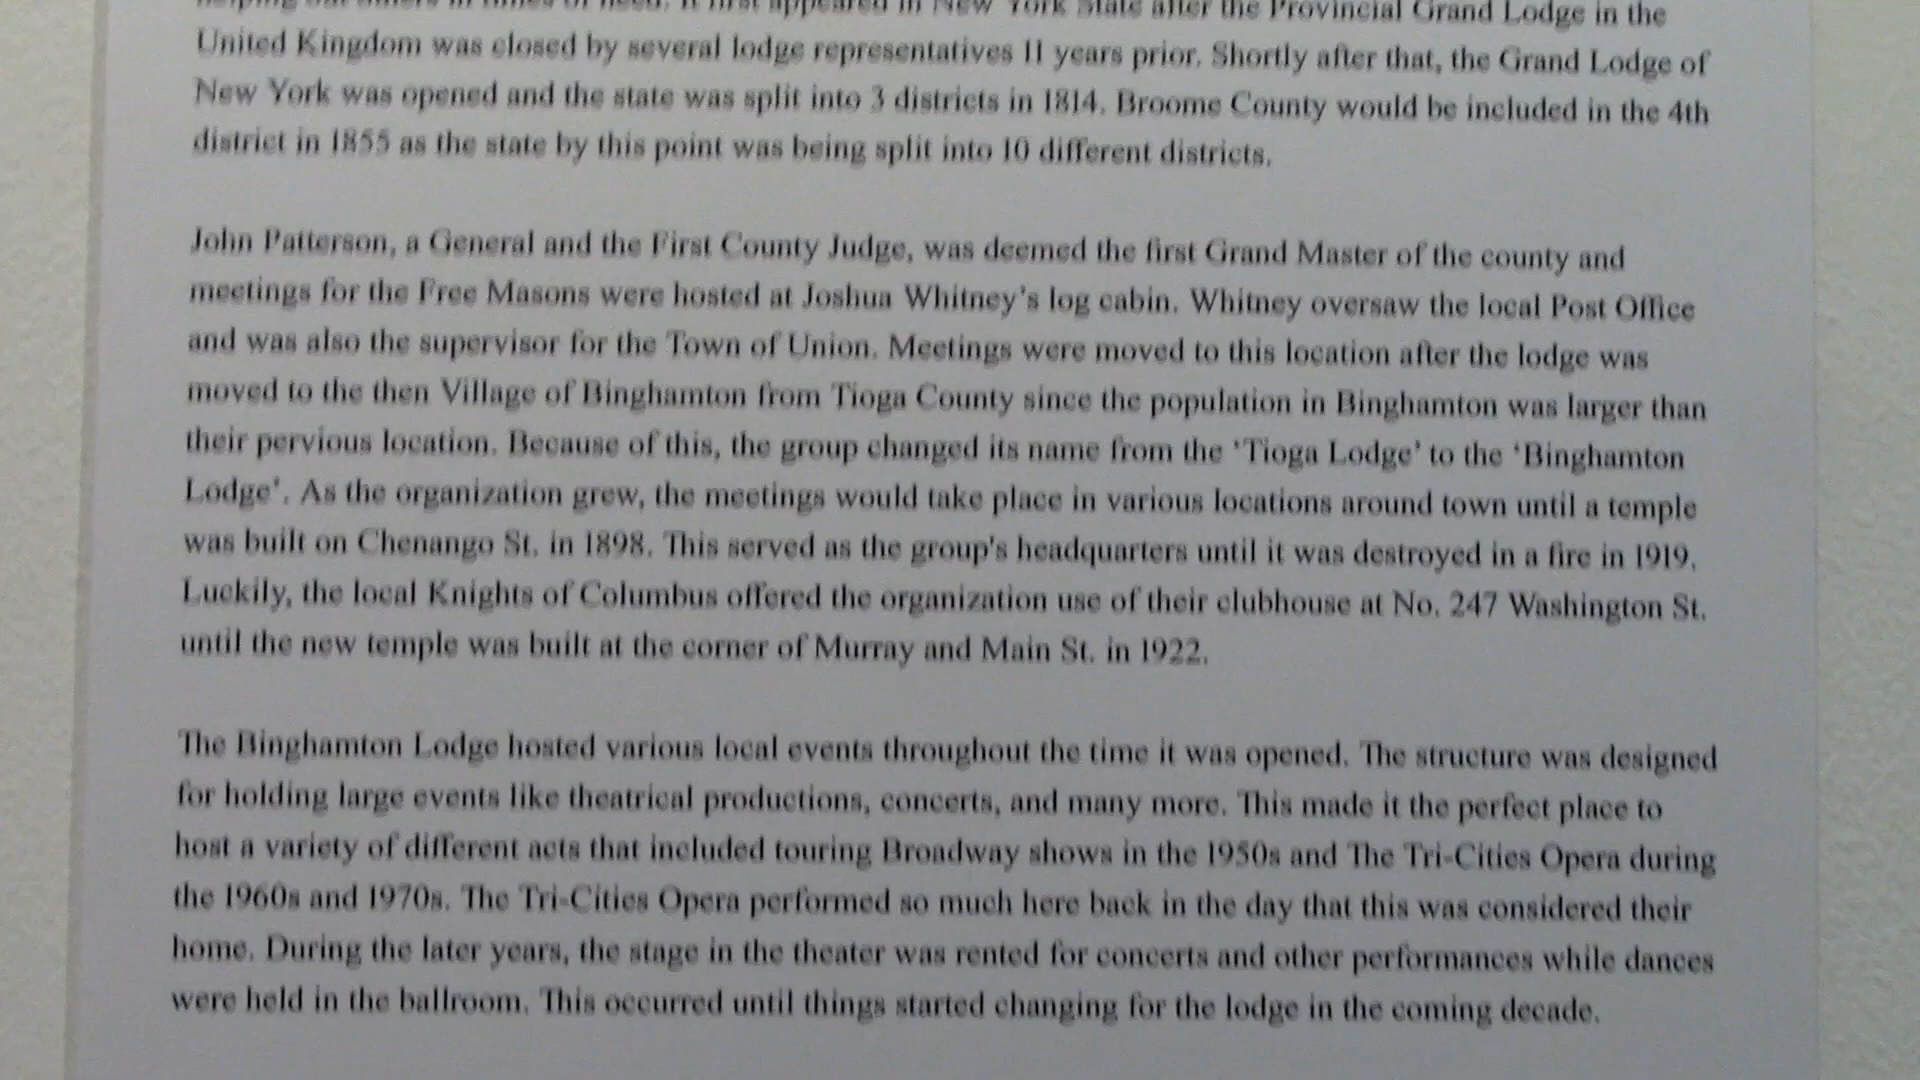 helping out others in times of need. It first appeared in New York State after the Provincial Grand Lodge in the
United Kingdom was closed by several lodge representatives 11 years prior. Shortly after that, the Grand Lodge of
New York was opened and the state was split into 3 districts in 1814. Broome County would be included in the 4th
district in 1855 as the state by this point was being split into 10 different districts.
John Patterson, a General and the First County Judge, was deemed the first Grand Master of the county and
meetings for the Free Masons were hosted at Joshua Whitney's log cabin. Whitney oversaw the local Post Office
and was also the supervisor for the Town of Union. Meetings were moved to this location after the lodge was
moved to the then Village of Binghamton from Tioga County since the population in Binghamton was larger than
their pervious location. Because of this, the group changed its name from the 'Tioga Lodge' to the 'Binghamton
Lodge'. As the organization grew, the meetings would take place in various locations around town until a temple
was built on Chenango St. in 1898. This served as the group's headquarters until it was destroyed in a fire in 1919.
Luckily, the local Knights of Columbus offered the organization use of their clubhouse at No. 247 Washington St.
until the new temple was built at the corner of Murray and Main St. in 1922.
The Binghamton Lodge hosted various local events throughout the time it was opened. The structure was designed
for holding large events like theatrical productions, concerts, and many more. This made it the perfect place to
host a variety of different acts that included touring Broadway shows in the 1950s and The Tri-Cities Opera during
the 1960s and 1970s. The Tri-Cities Opera performed so much here back in the day that this was considered their
home. During the later years, the stage in the theater was rented for concerts and other performances while dances
were held in the ballroom. This occurred until things started changing for the lodge in the coming decade.